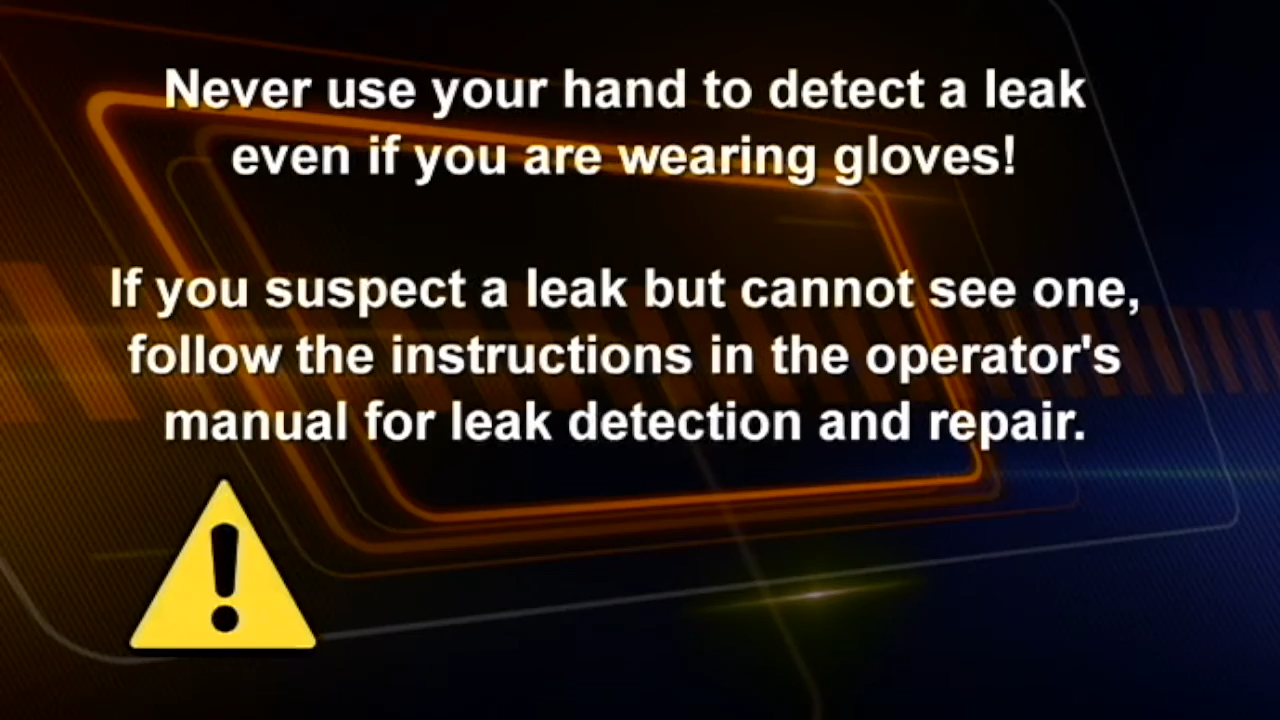 Never use your hand to detect a leak
even if you are wearing gloves!
If you suspect a leak but cannot see one,
follow the instructions in the operator's
manual for leak detection and repair.